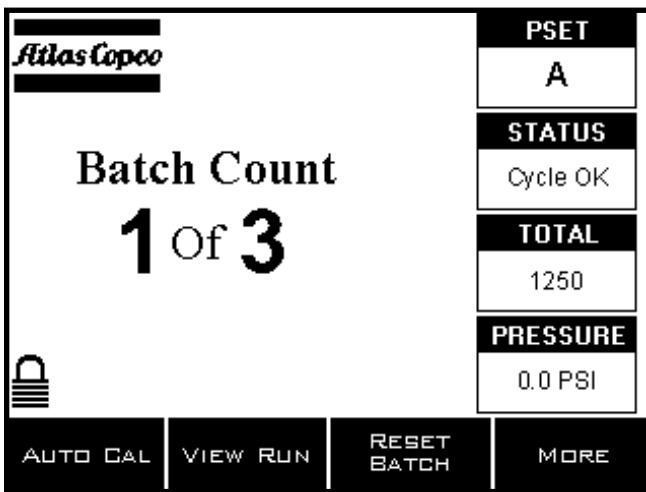 Atlas Copco
Batch Count
1 Of 3
PSET
A
STATUS
Cycle OK
TOTAL
1250
PRESSURE
0.0 PSI
AUTO CAL
VIEW RUN
RESET
BATCH
MORE